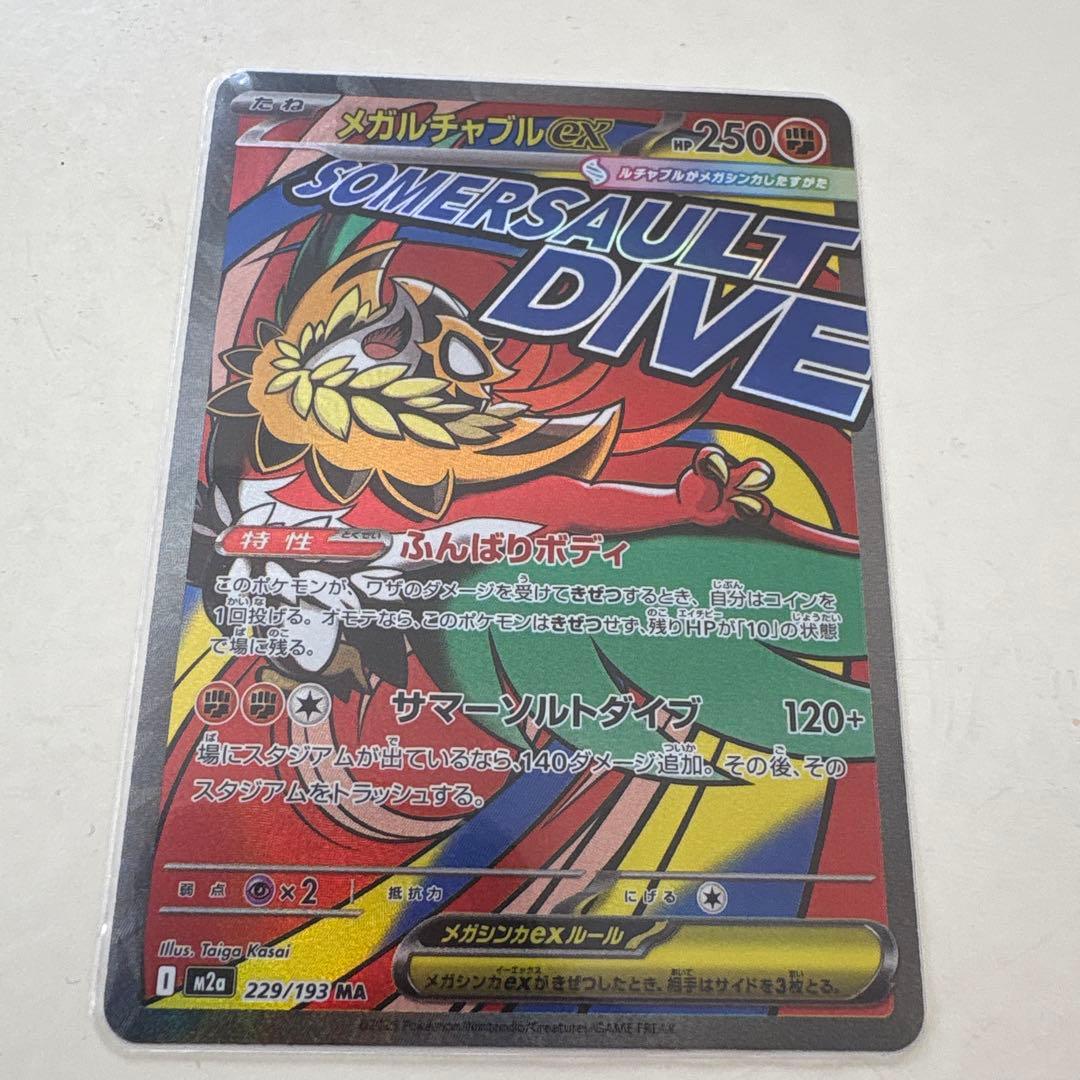 たね
メガルチャブルex HP250
ルチャブルがメガシンカしたすがた
SOMERSAULT
DIVE
特性 とくせい ふんばりボディ
このポケモンが、ワザのダメージを受けてきぜつするとき、自分はコインを
1回投げる。オモテなら、このポケモンはきぜつせず、残りHPが「10」の状態
で場に残る。
サマーソルトダイブ 120+
場にスタジアムが出ているなら、140ダメージ追加。その後、その
スタジアムをトラッシュする。
弱点 ×2 抵抗力 にげる
Illus. Taiga Kasai
メガシンカexルール
メガシンカexがきぜつしたとき、相手はサイドを3枚とる。
I M2a 229/193 MA
©2025 Pokémon/Nintendo/Creatures/GAME FREAK